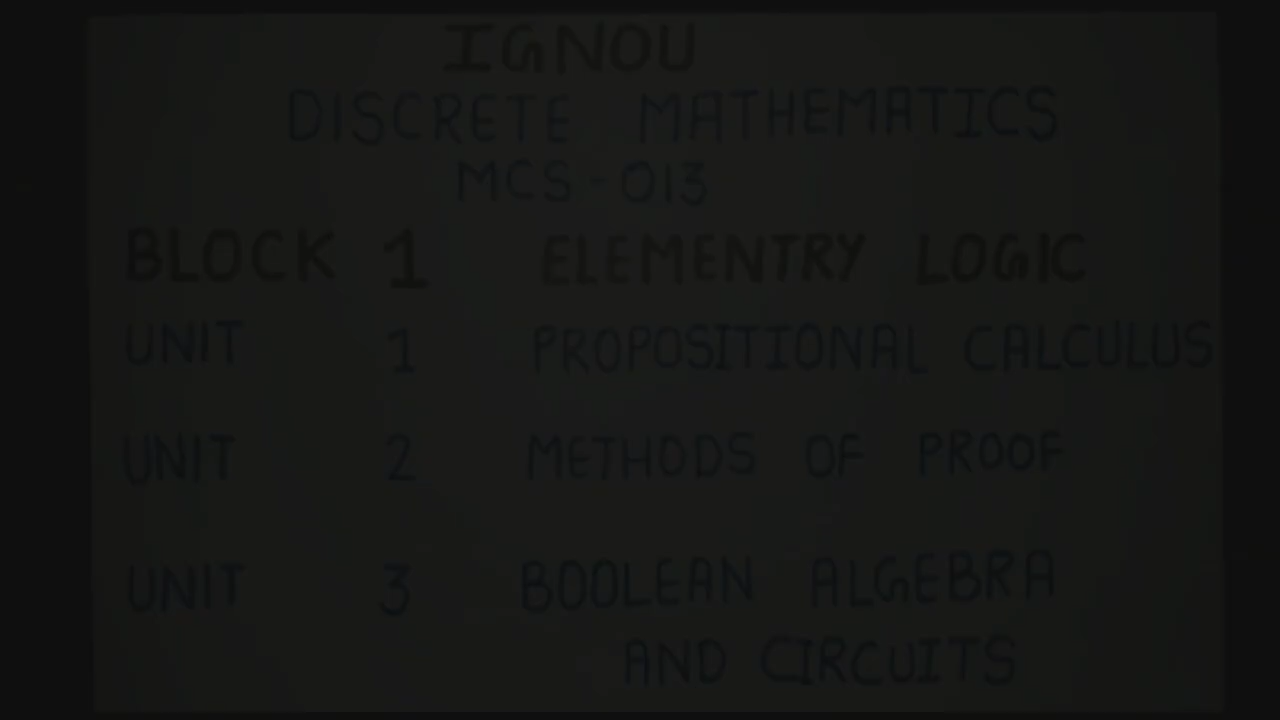 IGNOU
DISCRETE MATHEMATICS
MCS-013
BLOCK 1 ELEMENTRY LOGIC
UNIT 1 PROPOSITIONAL CALCULUS
UNIT 2 METHODS OF PROOF
UNIT 3 BOOLEAN ALGEBRA
AND CIRCUITS